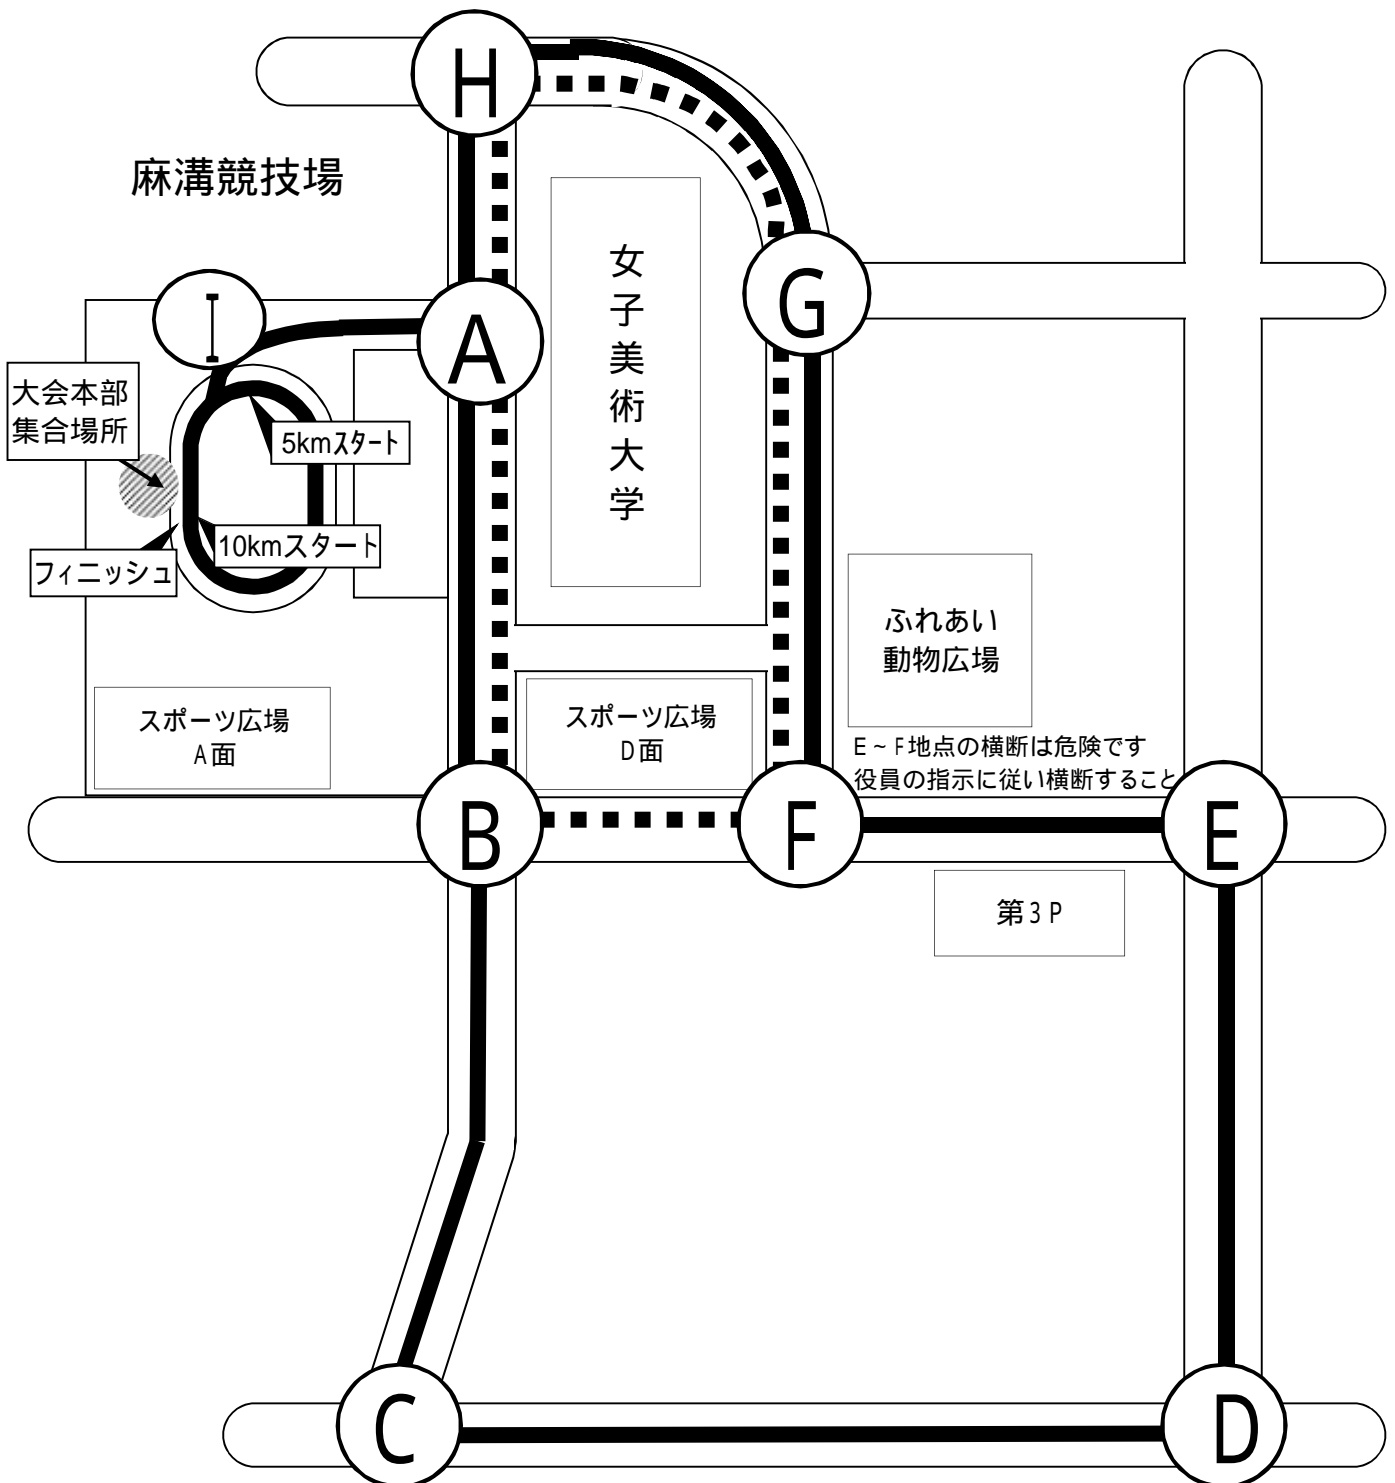 H
麻溝競技場
女子美術大学
G
I
A
大会本部
集合場所
5kmスタート
10kmスタート
フィニッシュ
ふれあい
動物広場
スポーツ広場
A面
スポーツ広場
D面
E~F地点の横断は危険です
役員の指示に従い横断すること
B
F
E
第3P
C
D